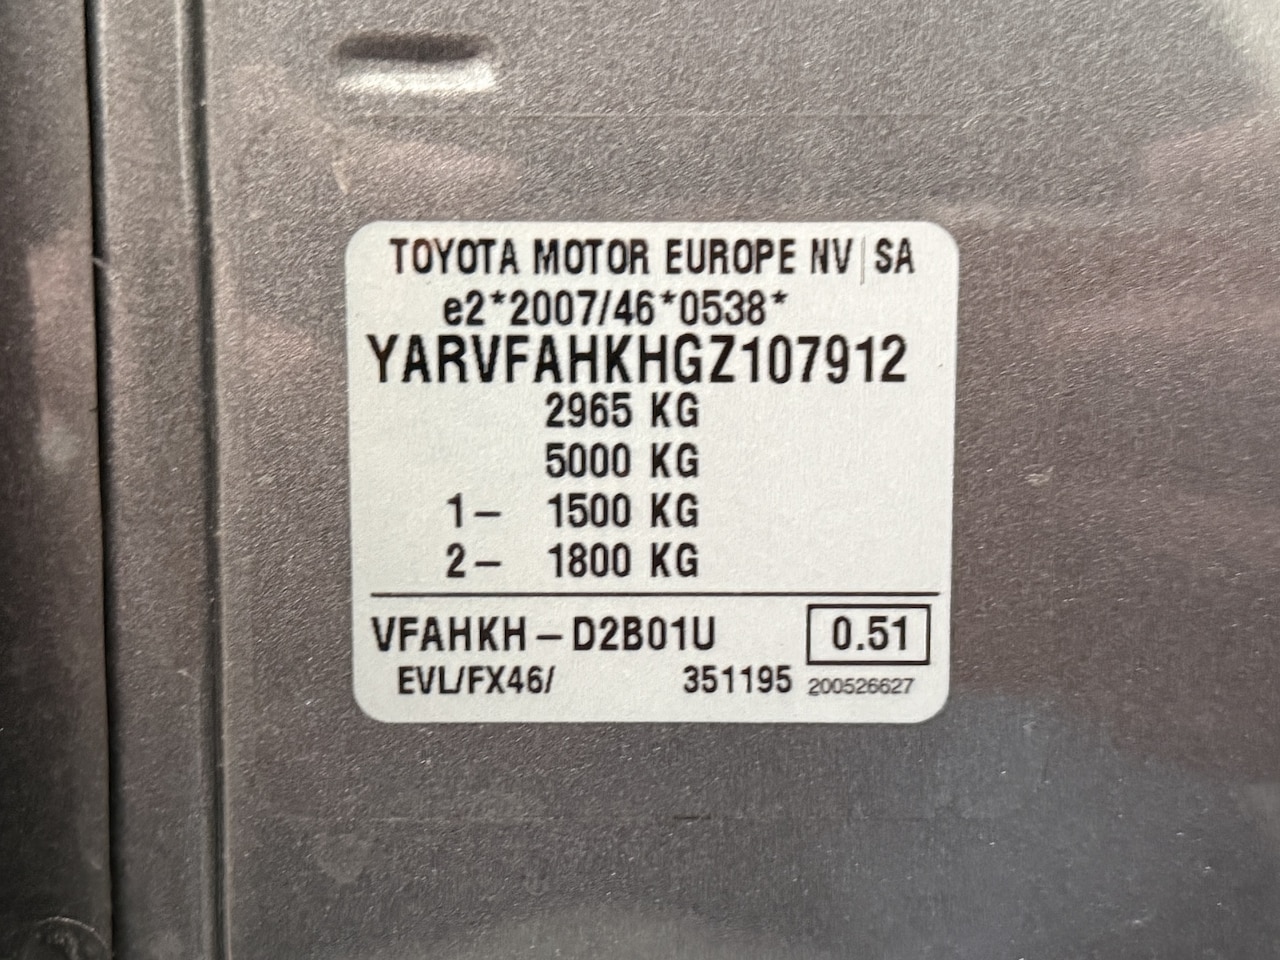 TOYOTA MOTOR EUROPE NV|SA
e2*2007/46*0538*
YARVFAHKHGZ107912
2965 KG
5000 KG
1– 1500 KG
2– 1800 KG
VFAHKH–D2B01U 0.51
EVL/FX46/ 351195 200526627